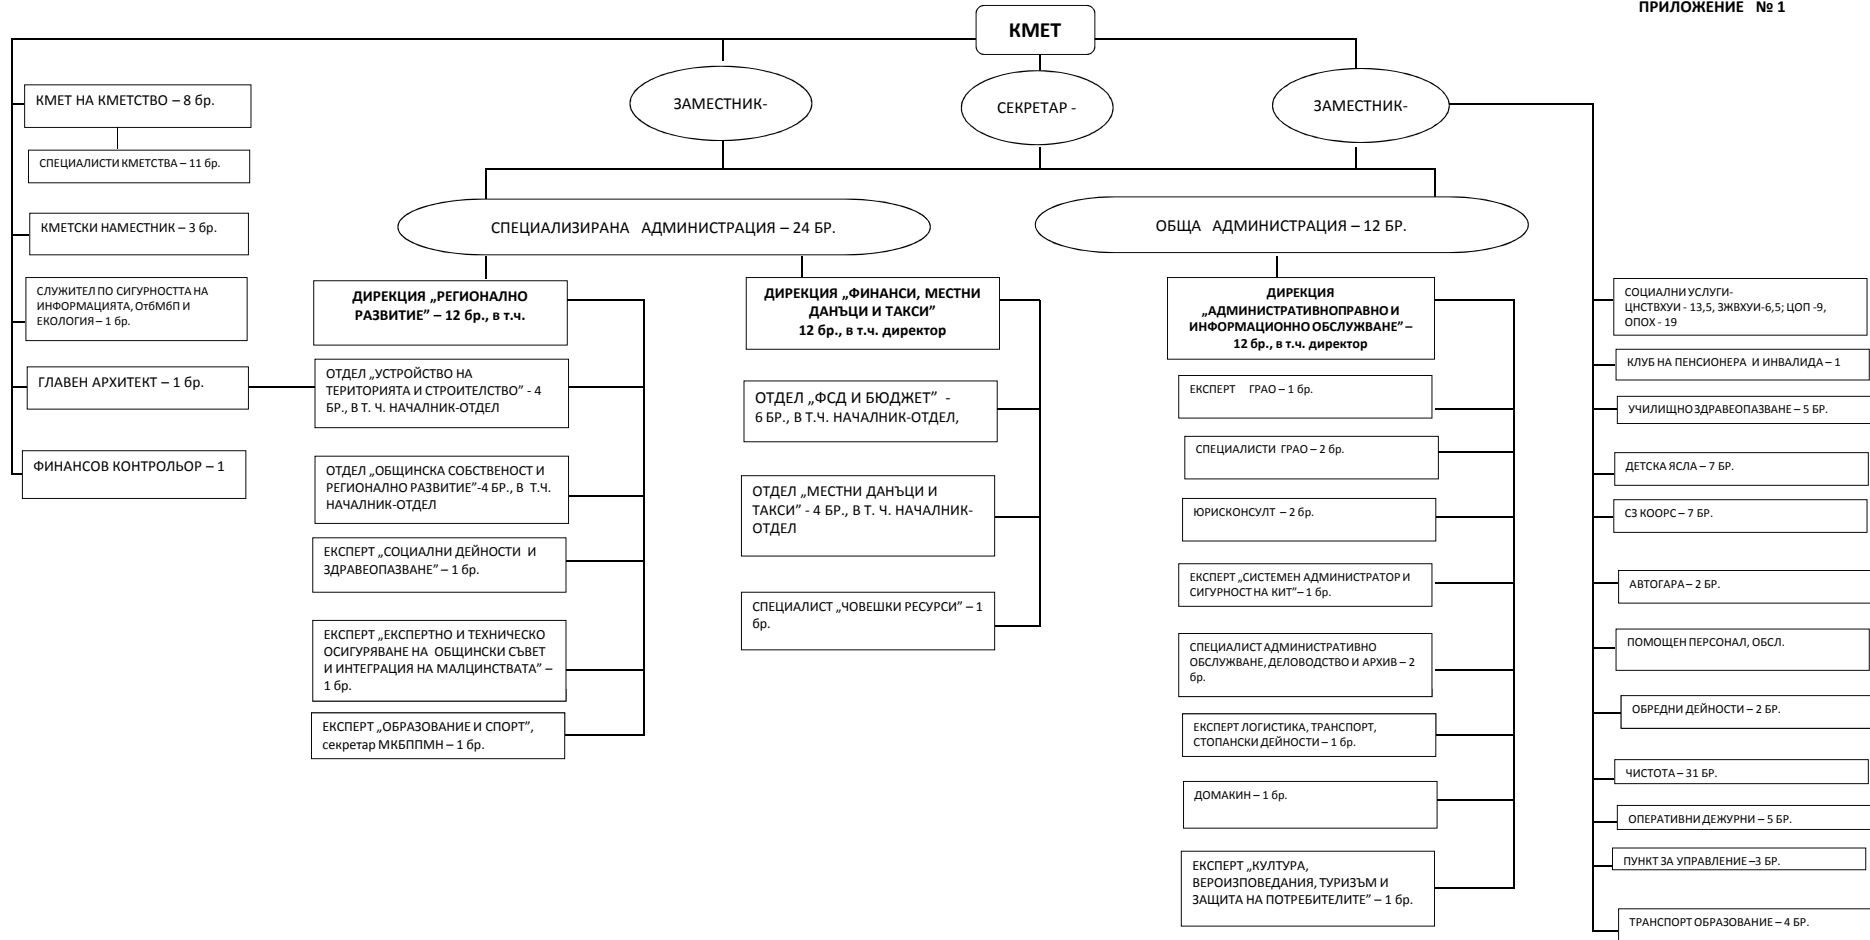 ПРИЛОЖЕНИЕ № 1
КМЕТ
ЗАМЕСТНИК-
СЕКРЕТАР -
ЗАМЕСТНИК-
КМЕТ НА КМЕТСТВО – 8 бр.
СПЕЦИАЛИСТИ КМЕТСТВА – 11 бр.
КМЕТСКИ НАМЕСТНИК – 3 бр.
СЛУЖИТЕЛ ПО СИГУРНОСТТА НА
ИНФОРМАЦИЯТА, ОтбМбП И
ЕКОЛОГИЯ – 1 бр.
ГЛАВЕН АРХИТЕКТ – 1 бр.
ФИНАНСОВ КОНТРОЛЬОР – 1
СПЕЦИАЛИЗИРАНА АДМИНИСТРАЦИЯ – 24 БР.
ОБЩА АДМИНИСТРАЦИЯ – 12 БР.
ДИРЕКЦИЯ „РЕГИОНАЛНО
РАЗВИТИЕ” – 12 бр., в т.ч.
ОТДЕЛ „УСТРОЙСТВО НА
ТЕРИТОРИЯТА И СТРОИТЕЛСТВО” - 4
БР., В Т. Ч. НАЧАЛНИК-ОТДЕЛ
ОТДЕЛ „ОБЩИНСКА СОБСТВЕНОСТ И
РЕГИОНАЛНО РАЗВИТИЕ”-4 БР., В Т.Ч.
НАЧАЛНИК-ОТДЕЛ
ЕКСПЕРТ „СОЦИАЛНИ ДЕЙНОСТИ И
ЗДРАВЕОПАЗВАНЕ” – 1 бр.
ЕКСПЕРТ „ЕКСПЕРТНО И ТЕХНИЧЕСКО
ОСИГУРЯВАНЕ НА ОБЩИНСКИ СЪВЕТ
И ИНТЕГРАЦИЯ НА МАЛЦИНСТВАТА” –
1 бр.
ЕКСПЕРТ „ОБРАЗОВАНИЕ И СПОРТ”,
секретар МКБППМН – 1 бр.
ДИРЕКЦИЯ „ФИНАНСИ, МЕСТНИ
ДАНЪЦИ И ТАКСИ”
12 бр., в т.ч. директор
ОТДЕЛ „ФСД И БЮДЖЕТ” -
6 БР., В Т.Ч. НАЧАЛНИК-ОТДЕЛ,
ОТДЕЛ „МЕСТНИ ДАНЪЦИ И
ТАКСИ” - 4 БР., В Т. Ч. НАЧАЛНИК-
ОТДЕЛ
СПЕЦИАЛИСТ „ЧОВЕШКИ РЕСУРСИ” – 1
бр.
ДИРЕКЦИЯ
„АДМИНИСТРАТИВНОПРАВНО И
ИНФОРМАЦИОННО ОБСЛУЖВАНЕ” –
12 бр., в т.ч. директор
ЕКСПЕРТ ГРАО – 1 бр.
СПЕЦИАЛИСТИ ГРАО – 2 бр.
ЮРИСКОНСУЛТ – 2 бр.
ЕКСПЕРТ „СИСТЕМЕН АДМИНИСТРАТОР И
СИГУРНОСТ НА КИТ”– 1 бр.
СПЕЦИАЛИСТ АДМИНИСТРАТИВНО
ОБСЛУЖВАНЕ, ДЕЛОВОДСТВО И АРХИВ – 2
бр.
ЕКСПЕРТ ЛОГИСТИКА, ТРАНСПОРТ,
СТОПАНСКИ ДЕЙНОСТИ – 1 бр.
ДОМАКИН – 1 бр.
ЕКСПЕРТ „КУЛТУРА,
ВЕРОИЗПОВЕДАНИЯ, ТУРИЗЪМ И
ЗАЩИТА НА ПОТРЕБИТЕЛИТЕ” – 1 бр.
СОЦИАЛНИ УСЛУГИ-
ЦНСТВХУИ - 13,5, ЗЖВХУИ-6,5; ЦОП -9,
ОПОХ - 19
КЛУБ НА ПЕНСИОНЕРА И ИНВАЛИДА – 1
УЧИЛИЩНО ЗДРАВЕОПАЗВАНЕ – 5 БР.
ДЕТСКА ЯСЛА – 7 БР.
СЗ КООРС – 7 БР.
АВТОГАРА – 2 БР.
ПОМОЩЕН ПЕРСОНАЛ, ОБСЛ.
ОБРЕДНИ ДЕЙНОСТИ – 2 БР.
ЧИСТОТА – 31 БР.
ОПЕРАТИВНИ ДЕЖУРНИ – 5 БР.
ПУНКТ ЗА УПРАВЛЕНИЕ –3 БР.
ТРАНСПОРТ ОБРАЗОВАНИЕ – 4 БР.